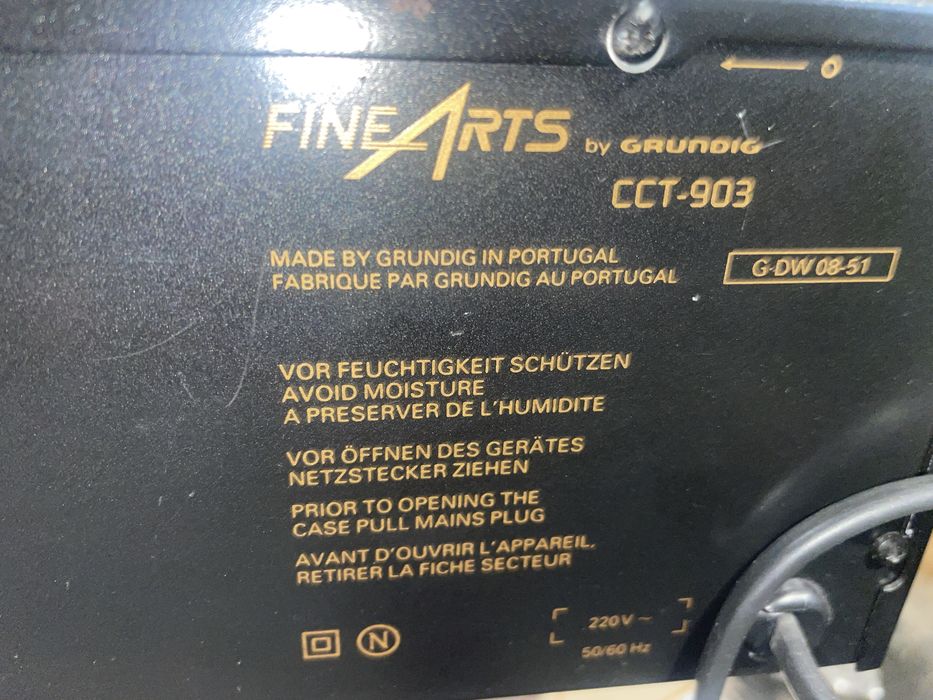 FINE ARTS by GRUNDIG
CCT-903
MADE BY GRUNDIG IN PORTUGAL
FABRIQUE PAR GRUNDIG AU PORTUGAL
G-DW 08-51
VOR FEUCHTIGKEIT SCHÜTZEN
AVOID MOISTURE
A PRESERVER DE L'HUMIDITE
VOR ÖFFNEN DES GERÄTES
NETZSTECKER ZIEHEN
PRIOR TO OPENING THE
CASE PULL MAINS PLUG
AVANT D'OUVRIR L'APPAREIL,
RETIRER LA FICHE SECTEUR
N
220V~
50/60 Hz